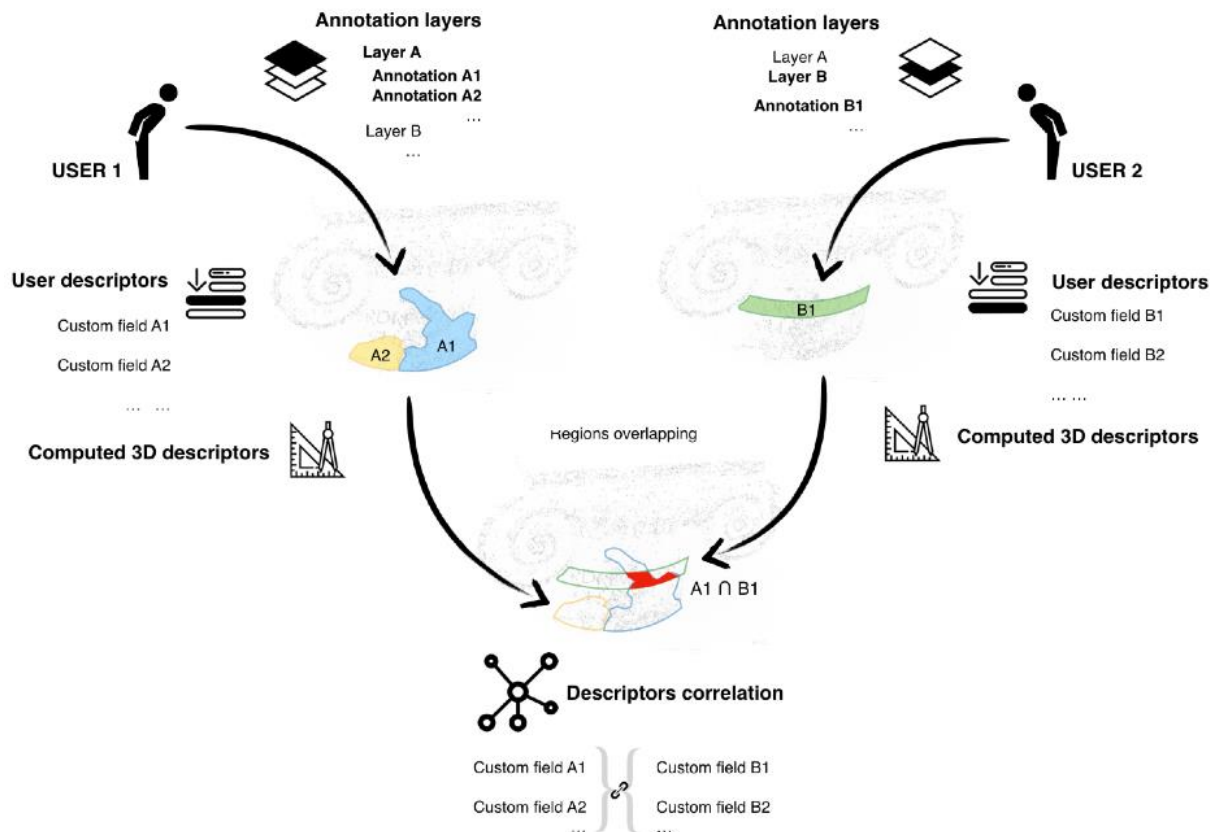 Annotation layers
Layer A
Annotation A1
Annotation A2
...
Layer B
...
USER 1
Annotation layers
Layer A
Layer B
Annotation B1
...
USER 2
User descriptors
Custom field A1
Custom field A2
... ...
Computed 3D descriptors
A2
A1
B1
User descriptors
Custom field B1
Custom field B2
... ...
Computed 3D descriptors
Regions overlapping
A1 ∩ B1
Descriptors correlation
Custom field A1
Custom field A2
...
Custom field B1
Custom field B2
...